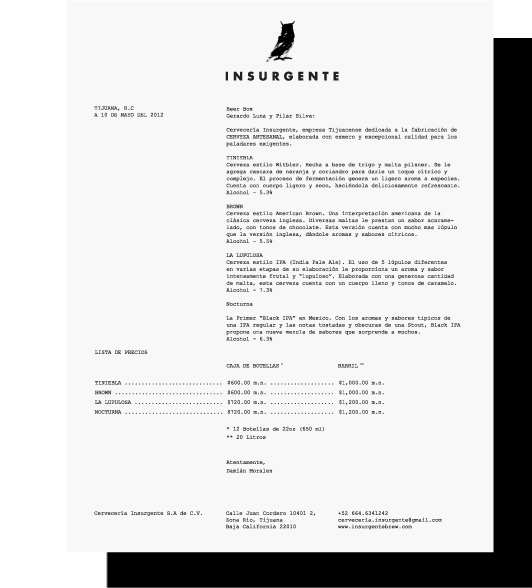 INSURGENTE
TIJUANA, B.C
A 10 DE MAYO DEL 2012
Beer Box
Gerardo Luna y Pilar Silva:
Cervecería Insurgente, empresa Tijuanense dedicada a la fabricación de
CERVEZA ARTESANAL, elaborada con esmero y excepcional calidad para los
paladares exigentes.
TINIEBLA
Cerveza estilo Witbier. Hecha a base de trigo y malta pilsner. Se le
agrega cascara de naranja y coriandro para darle un toque cítrico y
complejo. El proceso de fermentación genera un ligero aroma a especias.
Cuenta con cuerpo ligero y seco, haciéndola deliciosamente refrescante.
Alcohol - 5.3%
BROWN
Cerveza estilo American Brown. Una interpretación americana de la
clásica cerveza inglesa. Diversas maltas le prestan un sabor acarame-
lado, con tonos de chocolate. Esta versión cuenta con mucho mas lúpulo
que la versión inglesa, dándole aromas y sabores cítricos.
Alcohol - 5.5%
LA LUPULOSA
Cerveza estilo IPA (India Pale Ale). El uso de 5 lúpulos diferentes
en varias etapas de su elaboración le proporciona un aroma y sabor
intensamente frutal y "lupuloso". Elaborada con una generosa cantidad
de malta, esta cerveza cuenta con un cuerpo lleno y tonos de caramelo.
Alcohol - 7.3%
Nocturna
La Primer "Black IPA" en Mexico. Con los aromas y sabores típicos de
una IPA regular y las notas tostadas y obscuras de una Stout, Black IPA
propone una nueva mezcla de sabores que sorprende a muchos.
Alcohol - 6.3%
LISTA DE PRECIOS
CAJA DE BOTELLAS * BARRIL **
TINIEBLA .............................. $600.00 m.n. ................... $1,000.00 m.n.
BROWN .............................. $600.00 m.n. ................... $1,000.00 m.n.
LA LUPULOSA ........................... $720.00 m.n. ................... $1,200.00 m.n.
NOCTURNA .............................. $720.00 m.n. ................... $1,200.00 m.n.
* 12 Botellas de 22oz (650 ml)
** 20 Litros
Atentamente,
Damián Morales
Cervecería Insurgente S.A de C.V.
Calle Juan Cordero 10401 2,
Zona Río, Tijuana
Baja California 22010
+52 664.6341242
cerveceria.insurgente@gmail.com
www.insurgentebrew.com